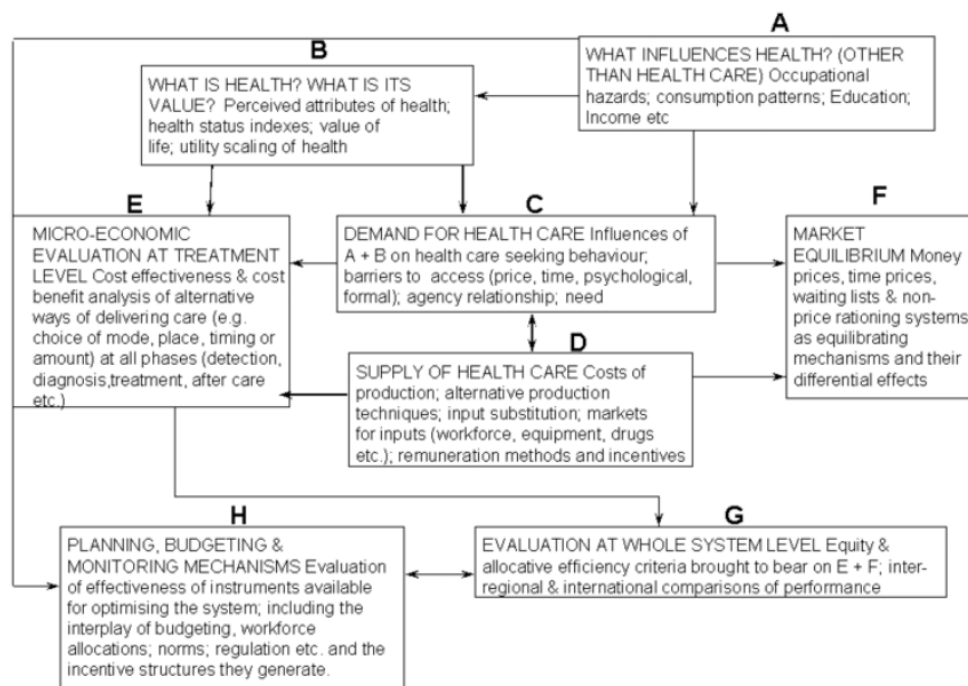 A
WHAT INFLUENCES HEALTH? (OTHER
THAN HEALTH CARE) Occupational
hazards; consumption patterns; Education;
Income etc
B
WHAT IS HEALTH? WHAT IS ITS
VALUE? Perceived attributes of health;
health status indexes; value of
life; utility scaling of health
E
MICRO-ECONOMIC
EVALUATION AT TREATMENT
LEVEL Cost effectiveness & cost
benefit analysis of alternative
ways of delivering care (e.g.
choice of mode, place, timing or
amount) at all phases (detection,
diagnosis,treatment, after care
etc.)
C
DEMAND FOR HEALTH CARE Influences of
A + B on health care seeking behaviour;
barriers to access (price, time, psychological,
formal); agency relationship; need
F
MARKET
EQUILIBRIUM Money
prices, time prices,
waiting lists & non-
price rationing systems
as equilibrating
mechanisms and their
differential effects
D
SUPPLY OF HEALTH CARE Costs of
production; alternative production
techniques; input substitution; markets
for inputs (workforce, equipment, drugs
etc.); remuneration methods and incentives
H
PLANNING, BUDGETING &
MONITORING MECHANISMS Evaluation
of effectiveness of instruments available
for optimising the system; including the
interplay of budgeting, workforce
allocations; norms; regulation etc. and the
incentive structures they generate.
G
EVALUATION AT WHOLE SYSTEM LEVEL Equity &
allocative efficiency criteria brought to bear on E + F; inter-
regional & international comparisons of performance